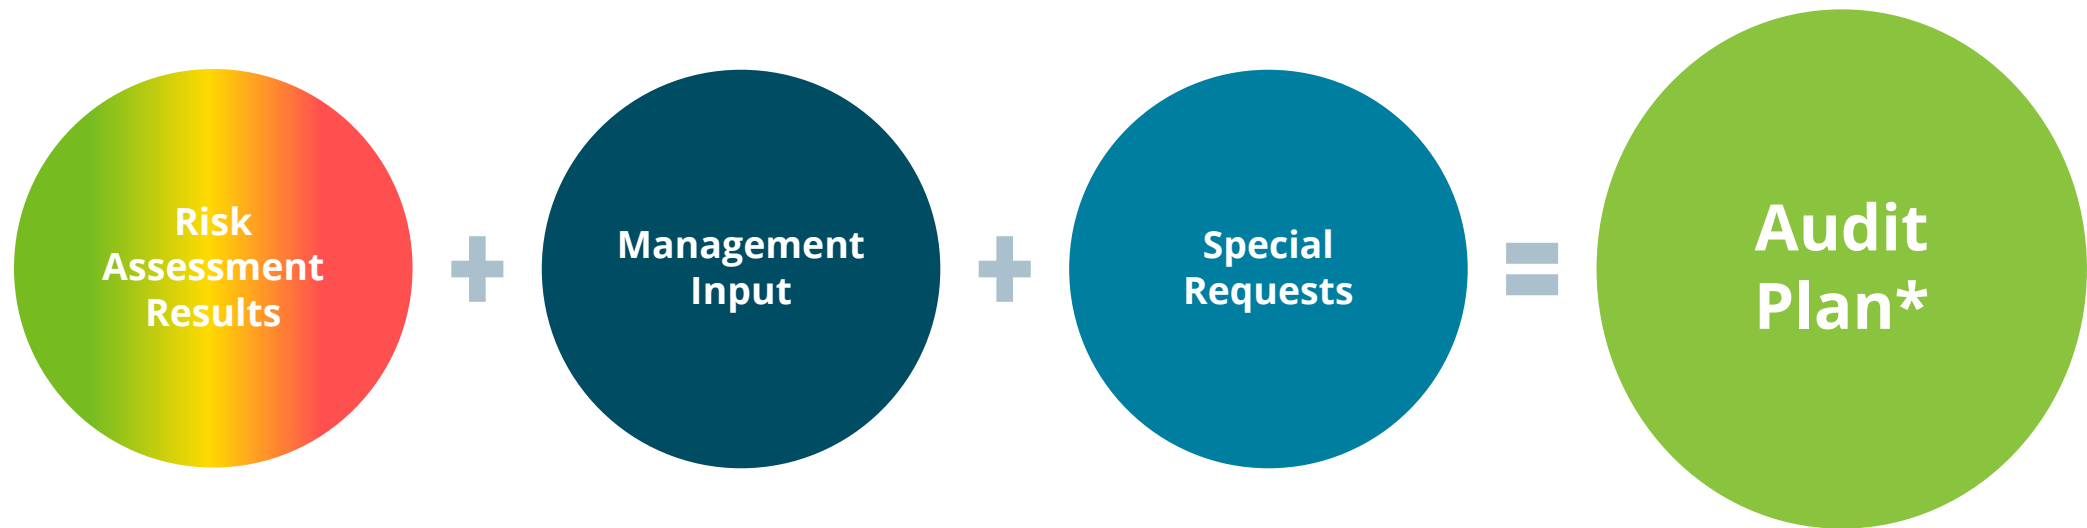 Risk
Assessment
Results
Management
Input
Special
Requests
Audit
Plan*